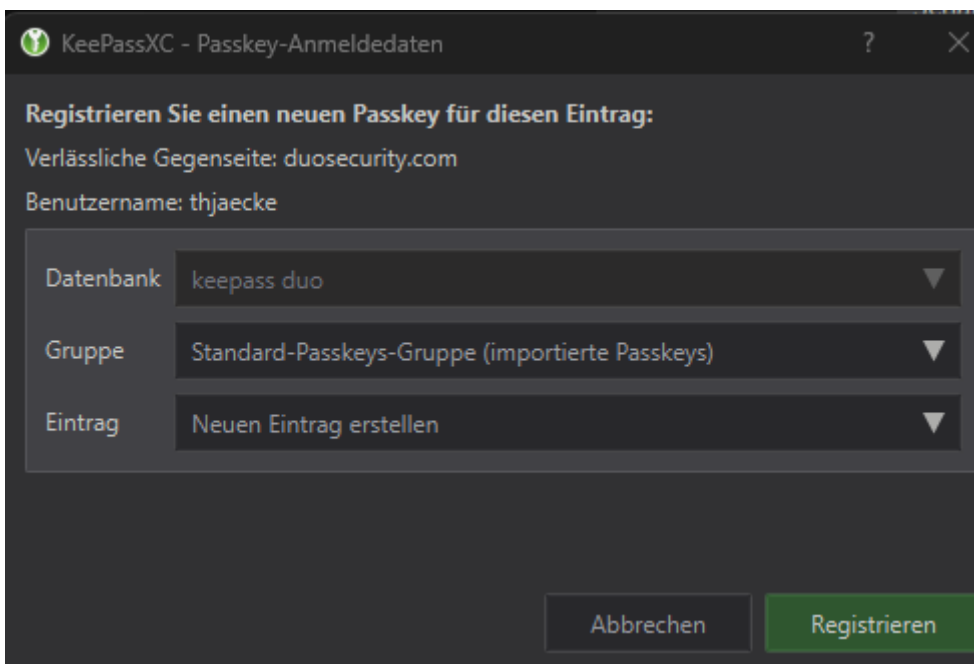 KeePassXC - Passkey-Anmeldedaten
Registrieren Sie einen neuen Passkey für diesen Eintrag:
Verlässliche Gegenseite: duosecurity.com
Benutzername: thjaecke
Datenbank keepass duo
Gruppe Standard-Passkeys-Gruppe (importierte Passkeys)
Eintrag Neuen Eintrag erstellen
Abbrechen Registrieren